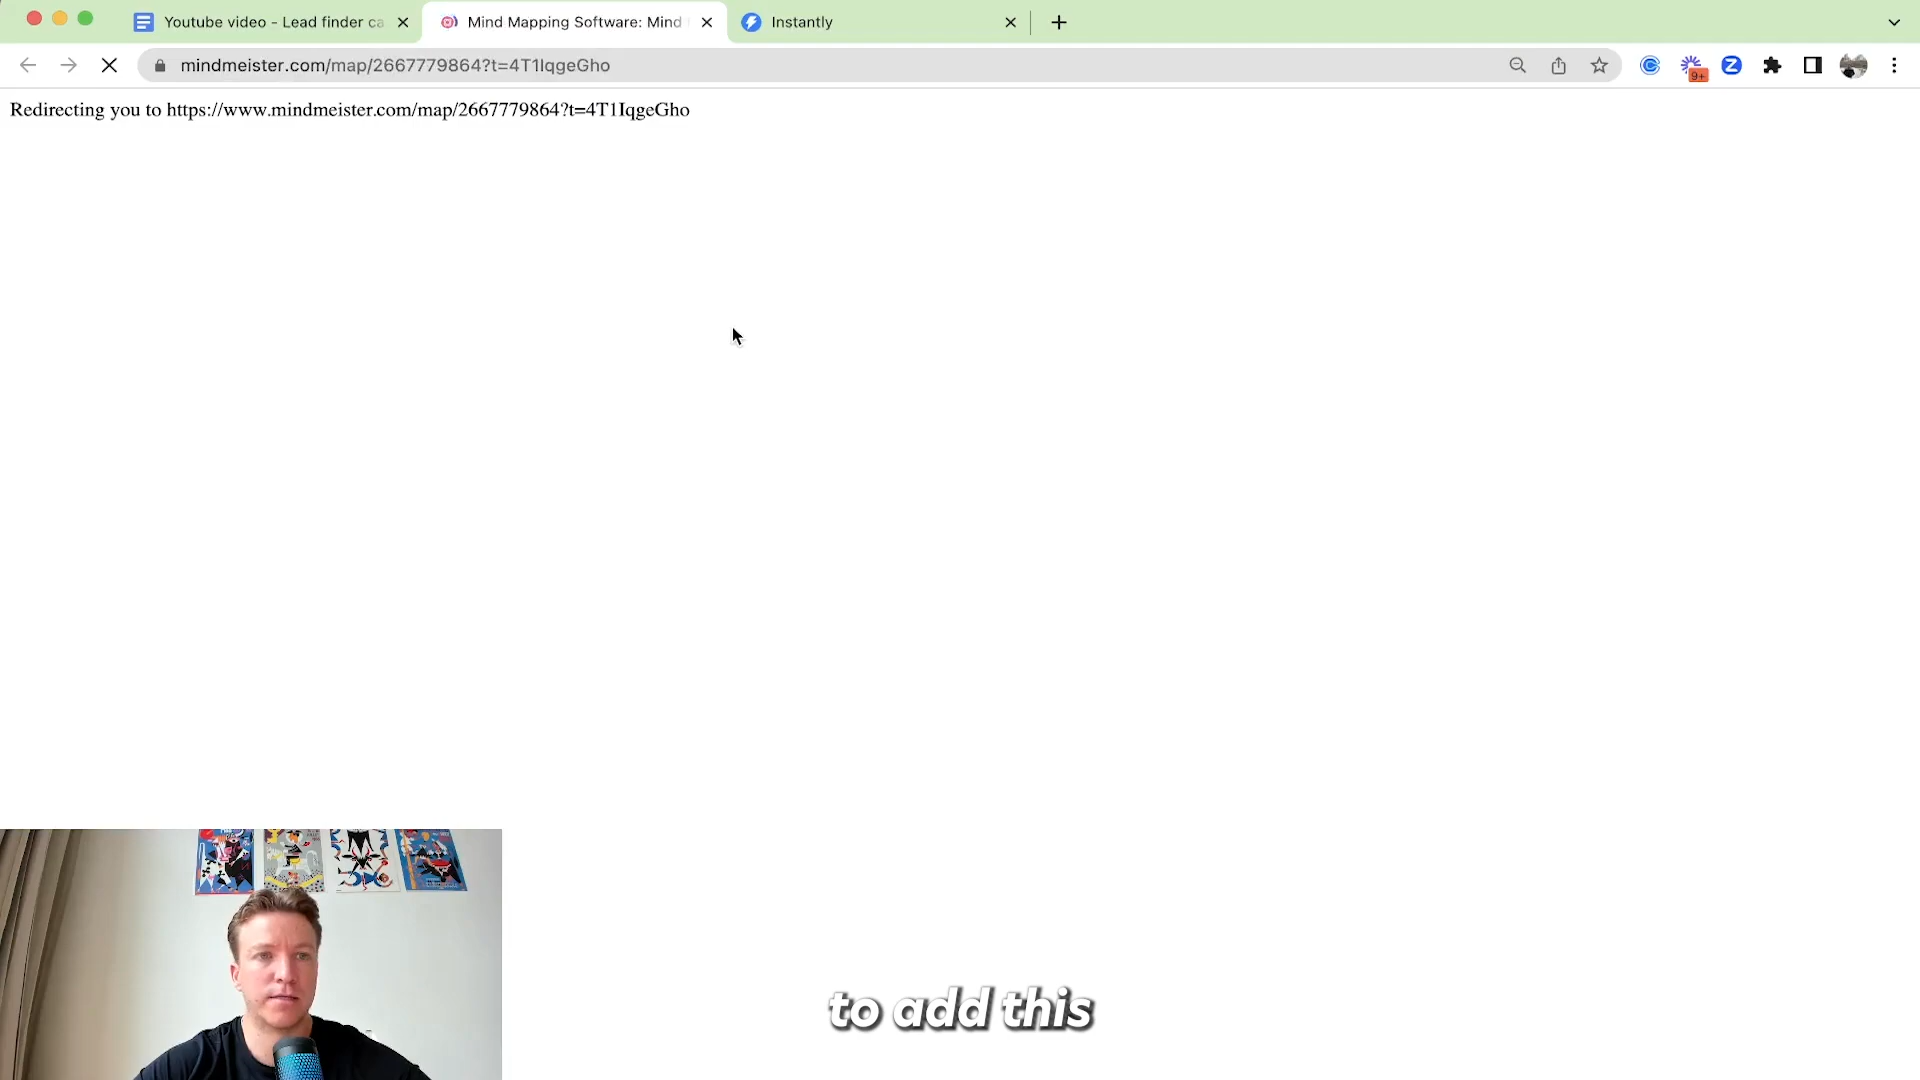 Youtube video - Lead finder ca
Mind Mapping Software: Mind
Instantly
mindmeister.com/map/2667779864?t=4T1IqgeGho
9+
Redirecting you to https://www.mindmeister.com/map/2667779864?t=4T1IqgeGho
to add this